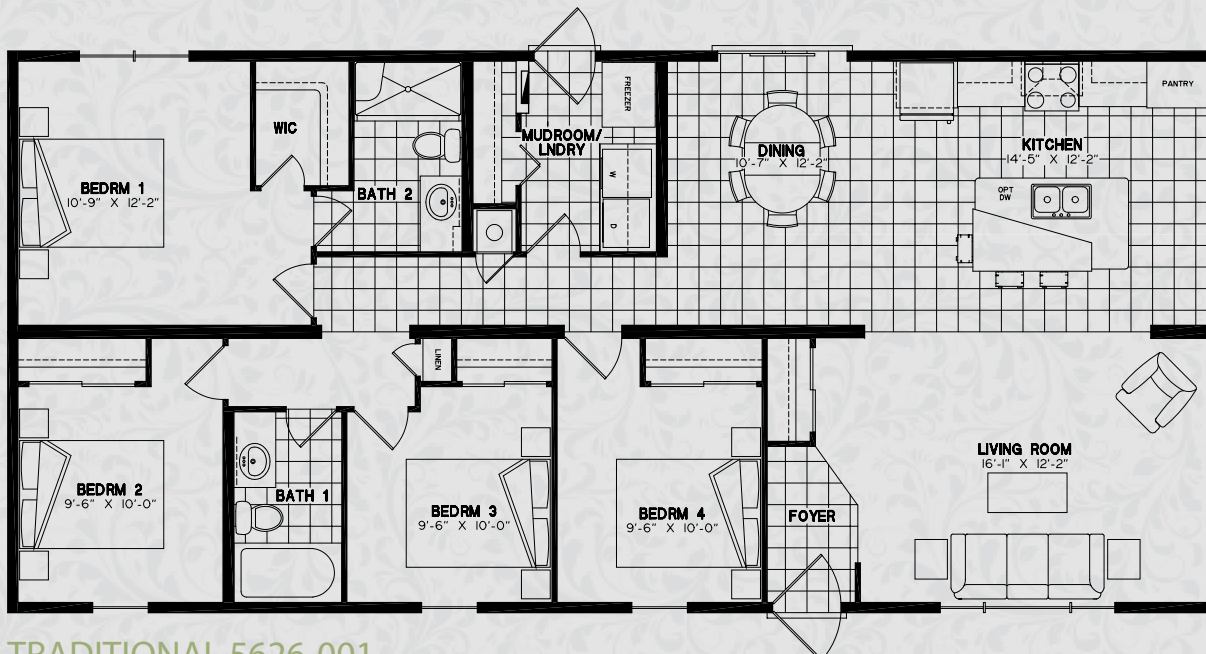 FREEZER
PANTRY
WIC
MUDROOM/
LNDRY
DINING
10'-7" X 12'-2"
KITCHEN
14'-5" X 12'-2"
BEDRM 1
10'-9" X 12'-2"
BATH 2
W
OPT
DW
D
LINEN
LIVING ROOM
16'-1" X 12'-2"
BEDRM 2
9'-6" X 10'-0"
BATH 1
BEDRM 3
9'-6" X 10'-0"
BEDRM 4
9'-6" X 10'-0"
FOYER
TRADITIONAL 5626-001